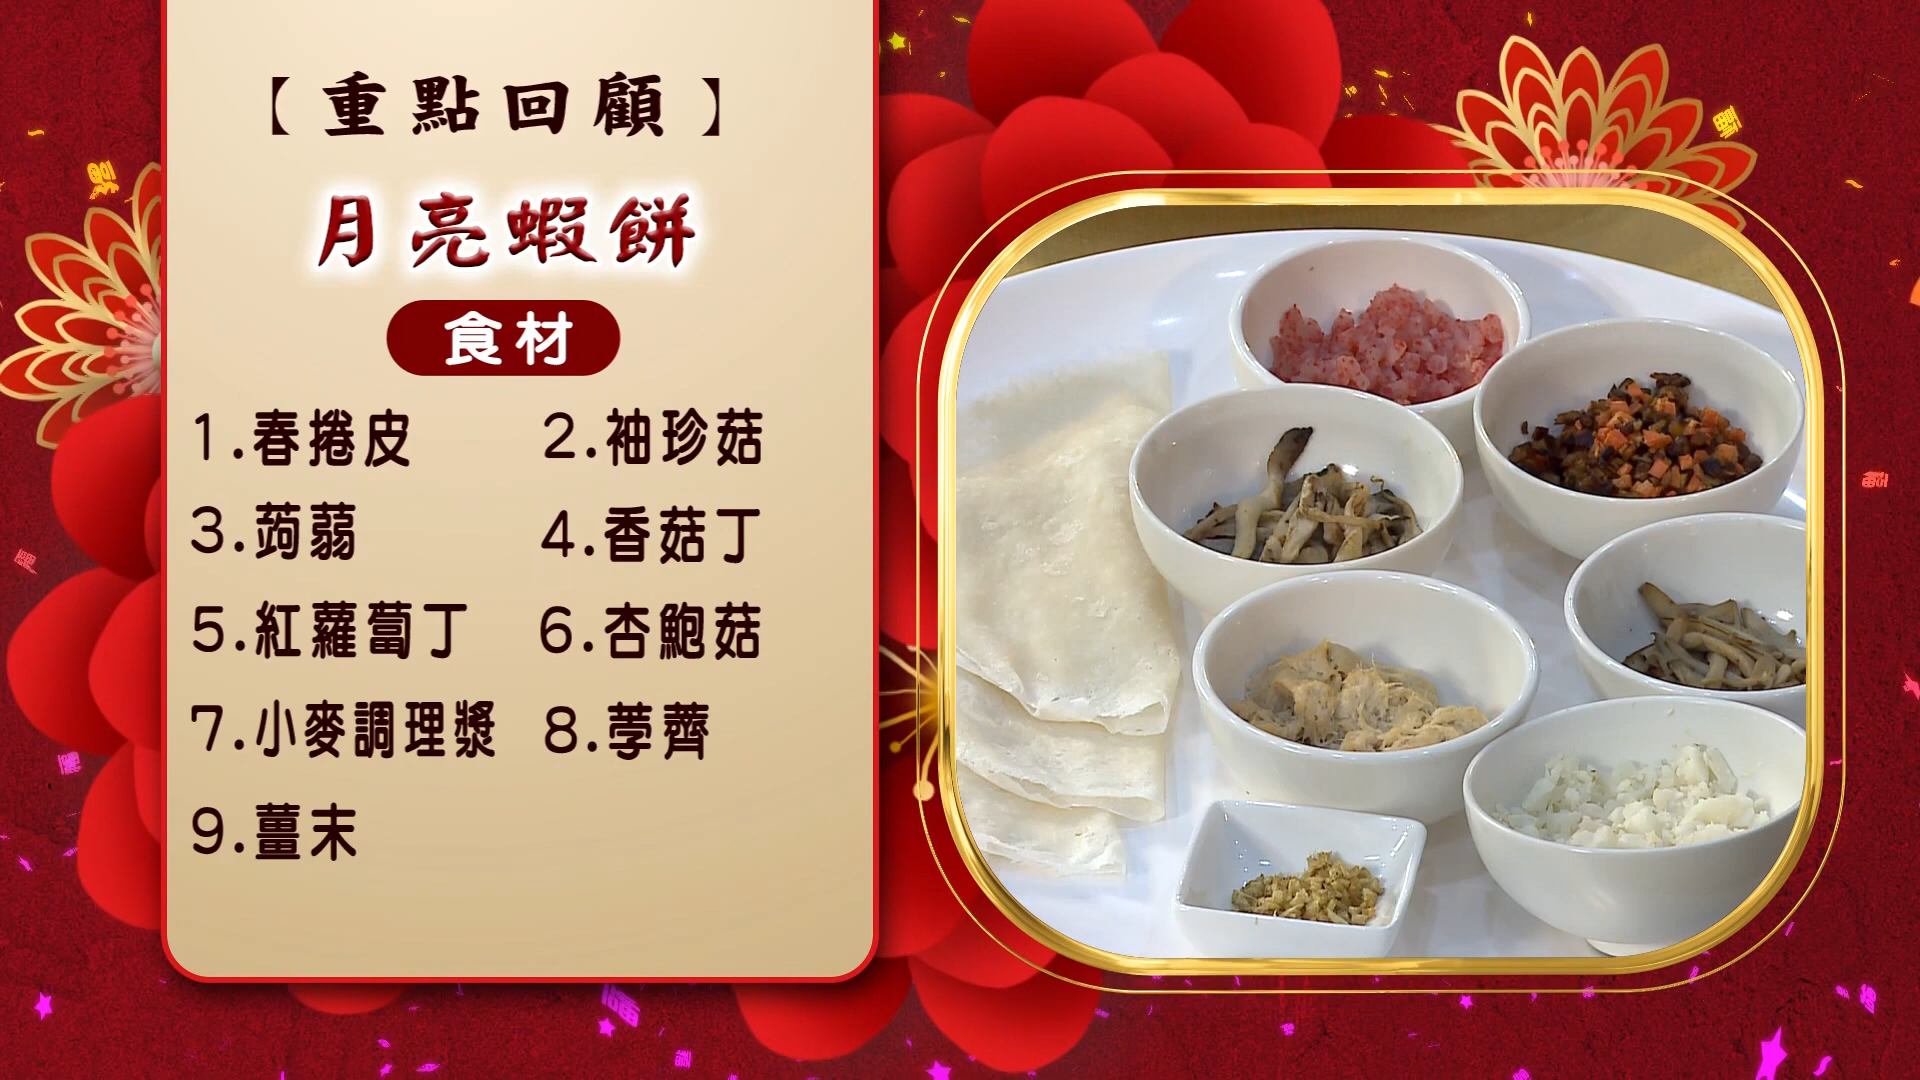 【重點回顧】
月亮蝦餅
食材
1.春捲皮 2.袖珍菇
3.蒟蒻 4.香菇丁
5.紅蘿蔔丁 6.杏鮑菇
7.小麥調理漿 8.荸薺
9.薑末